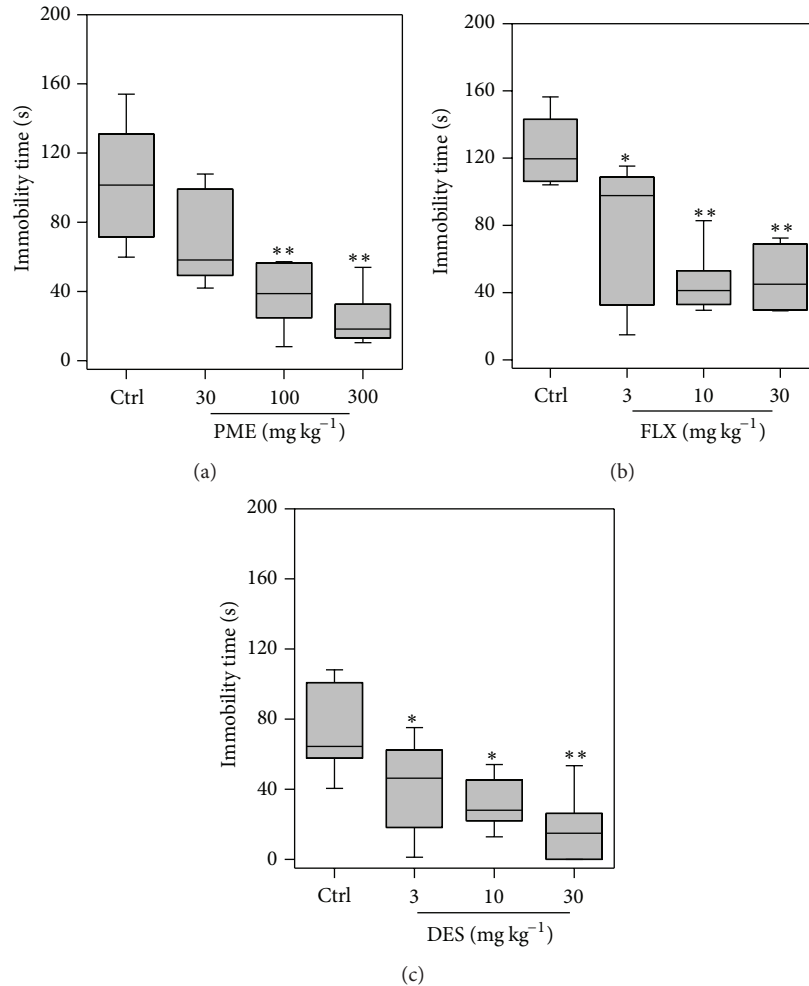 200
160
120
80
40
0
Immobility time (s)
**
**
Ctrl
30
100
300
PME (mg kg⁻¹)
(a)
200
160
120
80
40
0
Immobility time (s)
*
**
**
Ctrl
3
10
30
FLX (mg kg⁻¹)
(b)
200
160
120
80
40
0
Immobility time (s)
*
*
**
Ctrl
3
10
30
DES (mg kg⁻¹)
(c)